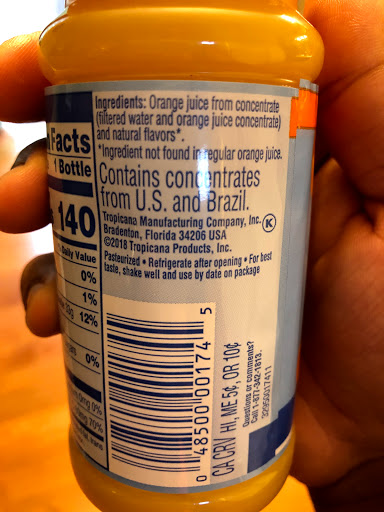 Facts
1 Bottle
140
Daily Value
0%
1%
12%
0%
0%
70%
Ingredients: Orange juice from concentrate
(filtered water and orange juice concentrate)
and natural flavors*.
*Ingredient not found in regular orange juice.
Contains concentrates
from U.S. and Brazil.
Tropicana Manufacturing Company, Inc. K
Bradenton, Florida 34206 USA
©2018 Tropicana Products, Inc.
Pasteurized • Refrigerate after opening • For best
taste, shake well and use by date on package
0 48500 00174 5
CA CRV HI, ME 5¢, OR 10¢
Questions or comments?
Call 1-877-342-1813.